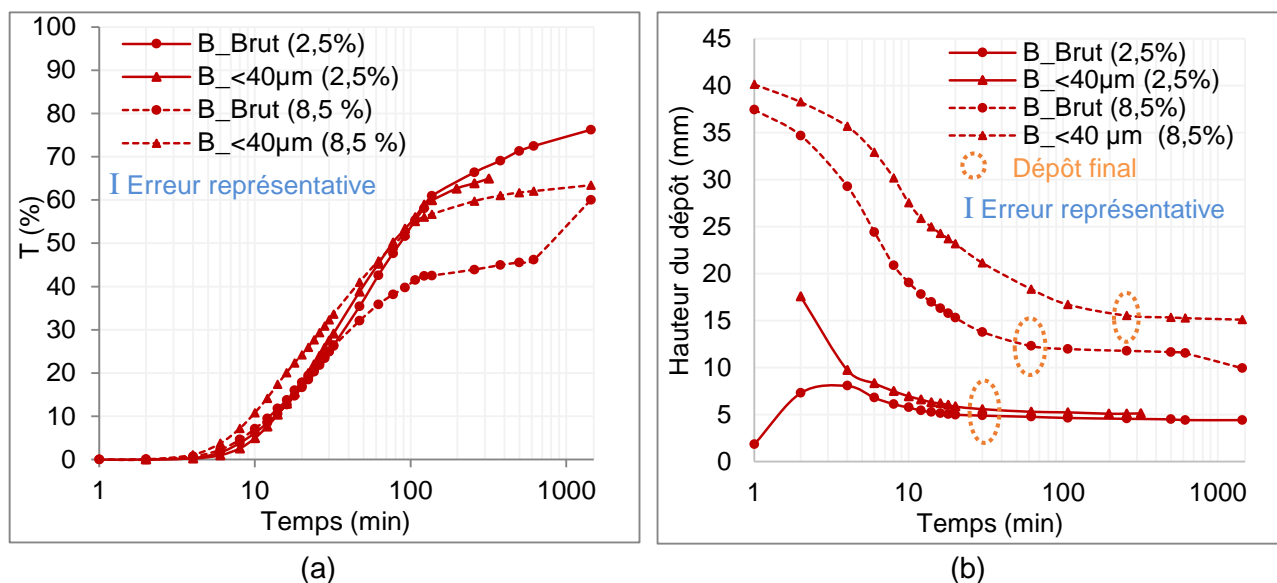 100
90
80
70
60
50
40
30
20
10
0
T (%)
B_Brut (2,5%)
B_<40µm (2,5%)
B_Brut (8,5 %)
B_<40µm (8,5 %)
I Erreur représentative
1 10 100 1000
Temps (min)
(a)
45
40
35
30
25
20
15
10
5
0
Hauteur du dépôt (mm)
B_Brut (2,5%)
B_<40µm (2,5%)
B_Brut (8,5%)
B_<40 µm (8,5%)
Dépôt final
I Erreur représentative
1 10 100 1000
Temps (min)
(b)